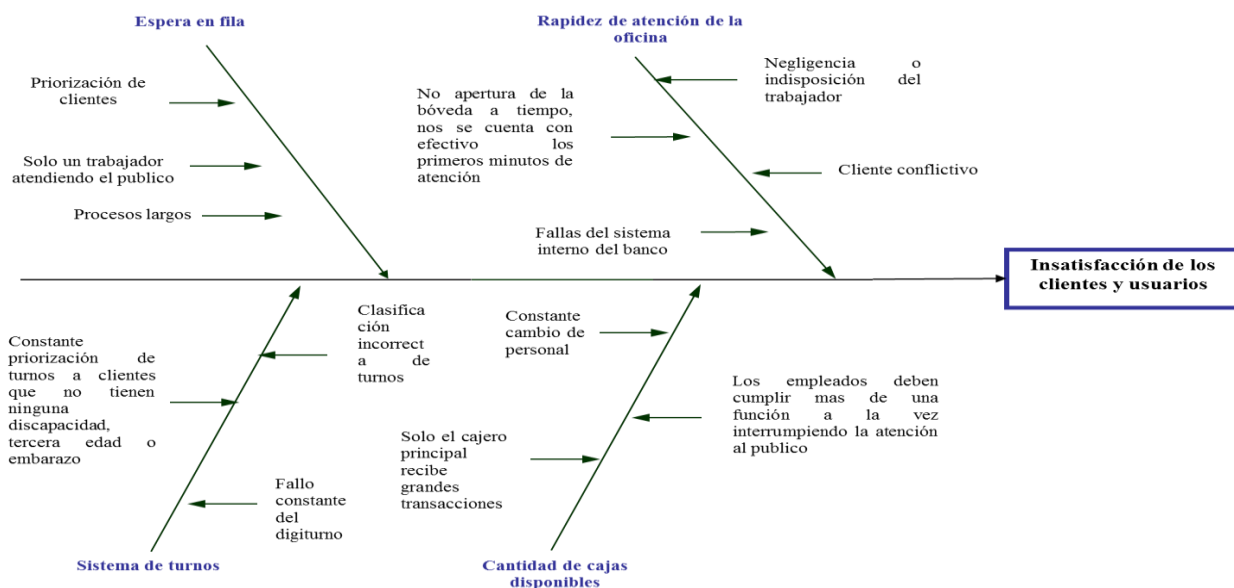 Espera en fila
Priorización de
clientes
Solo un trabajador
atendiendo el publico
Procesos largos
Rapidez de atención de la
oficina
No apertura de la
bóveda a tiempo,
nos se cuenta con
efectivo los
primeros minutos de
atención
Negligencia o
indisposición del
trabajador
Cliente conflictivo
Fallas del sistema
interno del banco
Insatisfacción de los
clientes y usuarios
Constante
priorización de
turnos a clientes
que no tienen
ninguna
discapacidad,
tercera edad o
embarazo
Clasifica
ción
incorrect
a de
turnos
Fallo
constante
del
digiturno
Sistema de turnos
Constante
cambio de
personal
Solo el cajero
principal
recibe
grandes
transacciones
Los empleados deben
cumplir mas de una
función a la vez
interrumpiendo la atención
al publico
Cantidad de cajas
disponibles